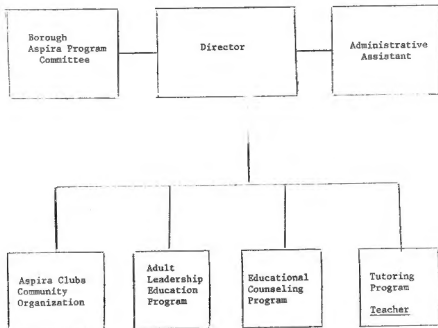 Borough
Aspira Program
Committee
Director
Administrative
Assistant
Aspira Clubs
Community
Organization
Adult
Leadership
Education
Program
Educational
Counseling
Program
Tutoring
Program
Teacher